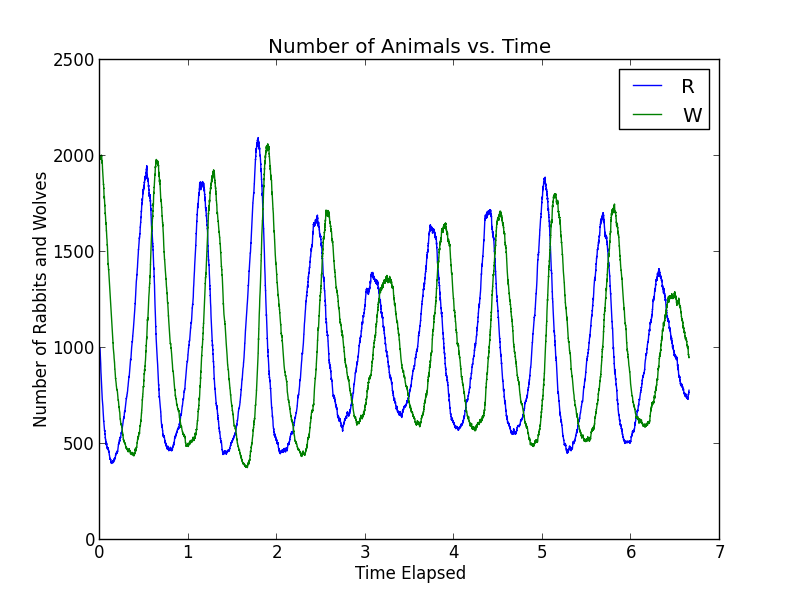 Number of Animals vs. Time
2500
2000
1500
1000
500
0
Number of Rabbits and Wolves
R
W
0 1 2 3 4 5 6 7
Time Elapsed